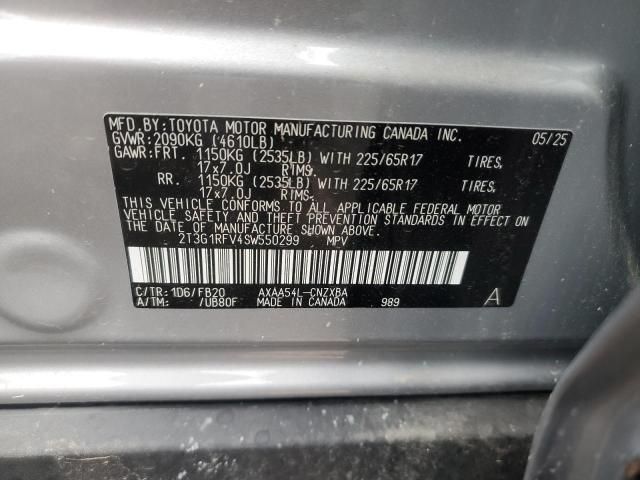 MFD.BY:TOYOTA MOTOR MANUFACTURING CANADA INC. 05/25
GVWR:2090KG (4610LB)
GAWR:FRT. 1150KG (2535LB) WITH 225/65R17 TIRES,
17x7.0J RIMS,
RR. 1150KG (2535LB) WITH 225/65R17 TIRES,
17x7.0J RIMS,
THIS VEHICLE CONFORMS TO ALL APPLICABLE FEDERAL MOTOR
VEHICLE SAFETY AND THEFT PREVENTION STANDARDS IN EFFECT
ON THE DATE OF MANUFACTURE SHOWN ABOVE.
2T3G1RFV4SW550299 MPV
C/TR:1D6/FB20 AXAA54L-CNZXBA
A/TM: /UB80F MADE IN CANADA 989 A